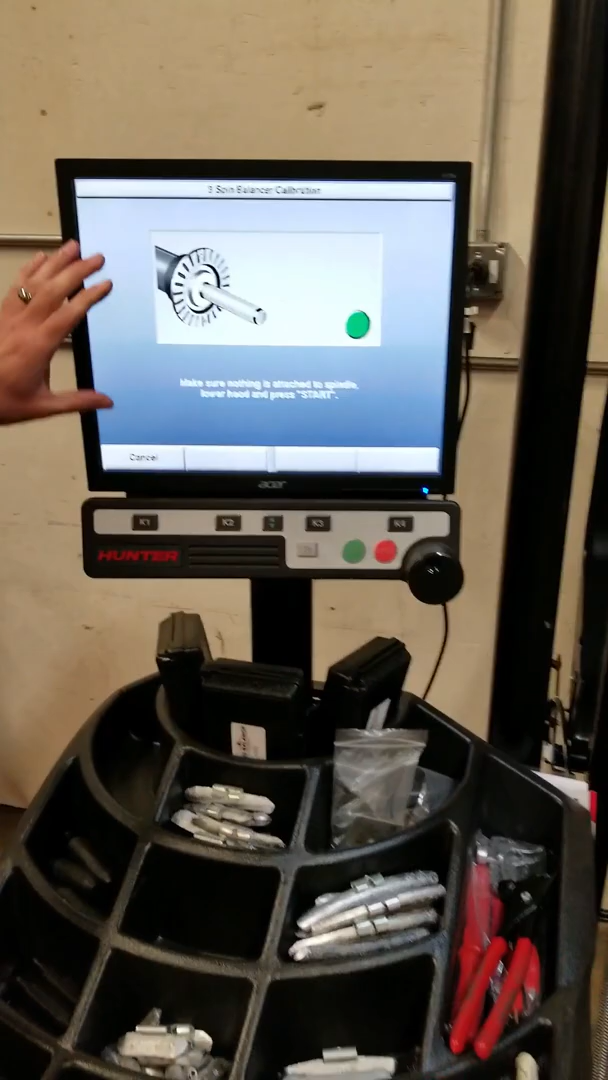 3 Spin Balancer Calibration
Make sure nothing is attached to spindle,
lower hood and press "START".
Cancel
acer
K1 K2 K3 K4
HUNTER